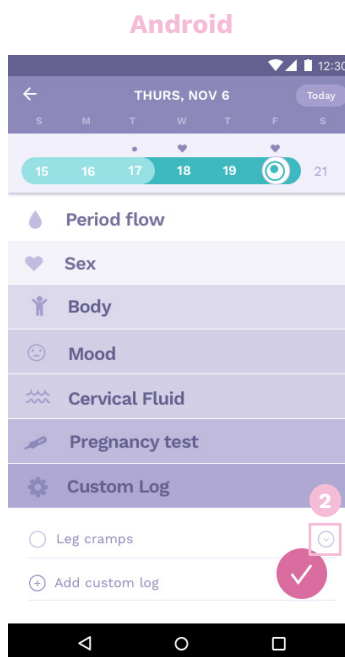 Android
12:30
THURS, NOV 6
Today
S M T W T F S
15 16 17 18 19 21
Period flow
Sex
Body
Mood
Cervical Fluid
Pregnancy test
Custom Log
2
Leg cramps
Add custom log